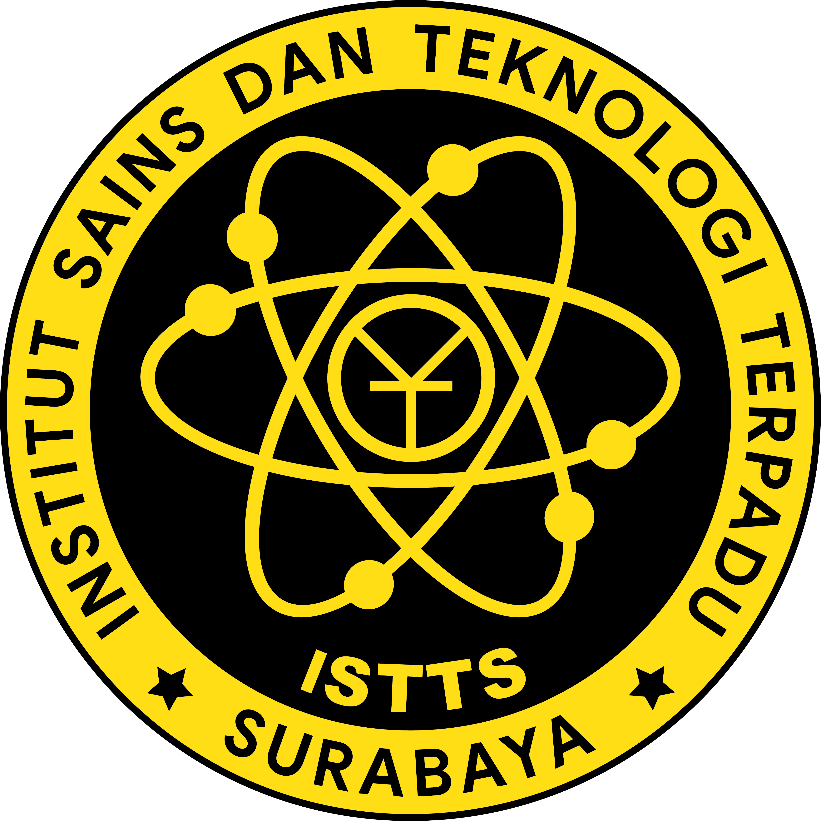 INSTITUT SAINS DAN TEKNOLOGI TERPADU
ISTTS
SURABAYA